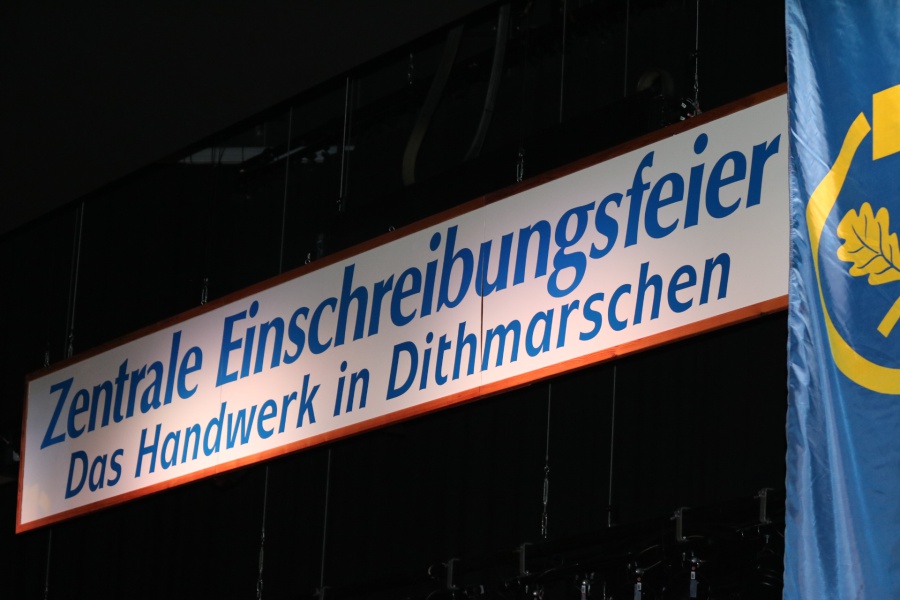 Zentrale Einschreibungsfeier
Das Handwerk in Dithmarschen